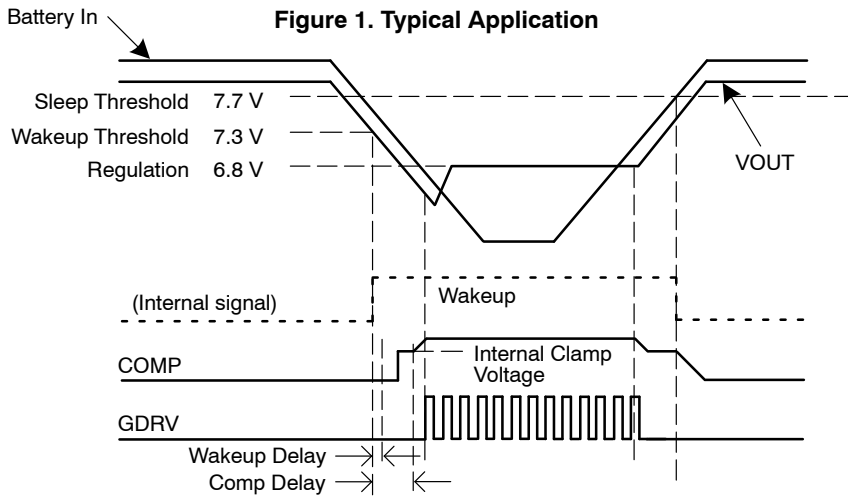 Battery In
Figure 1. Typical Application
Sleep Threshold 7.7 V
Wakeup Threshold 7.3 V
Regulation 6.8 V
VOUT
(Internal signal)
Wakeup
COMP
Internal Clamp
Voltage
GDRV
Wakeup Delay
Comp Delay